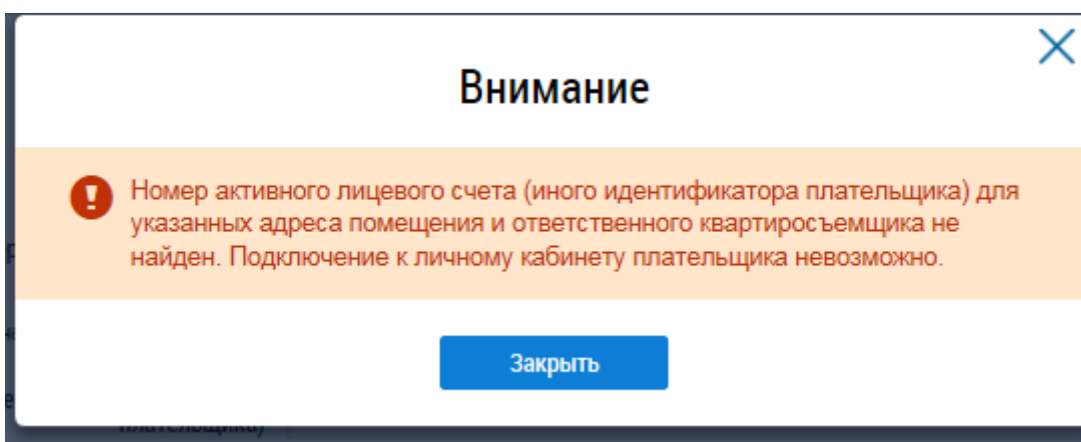 Внимание
Номер активного лицевого счета (иного идентификатора плательщика) для
указанных адреса помещения и ответственного квартиросъемщика не
найден. Подключение к личному кабинету плательщика невозможно.
Закрыть
плательщика)